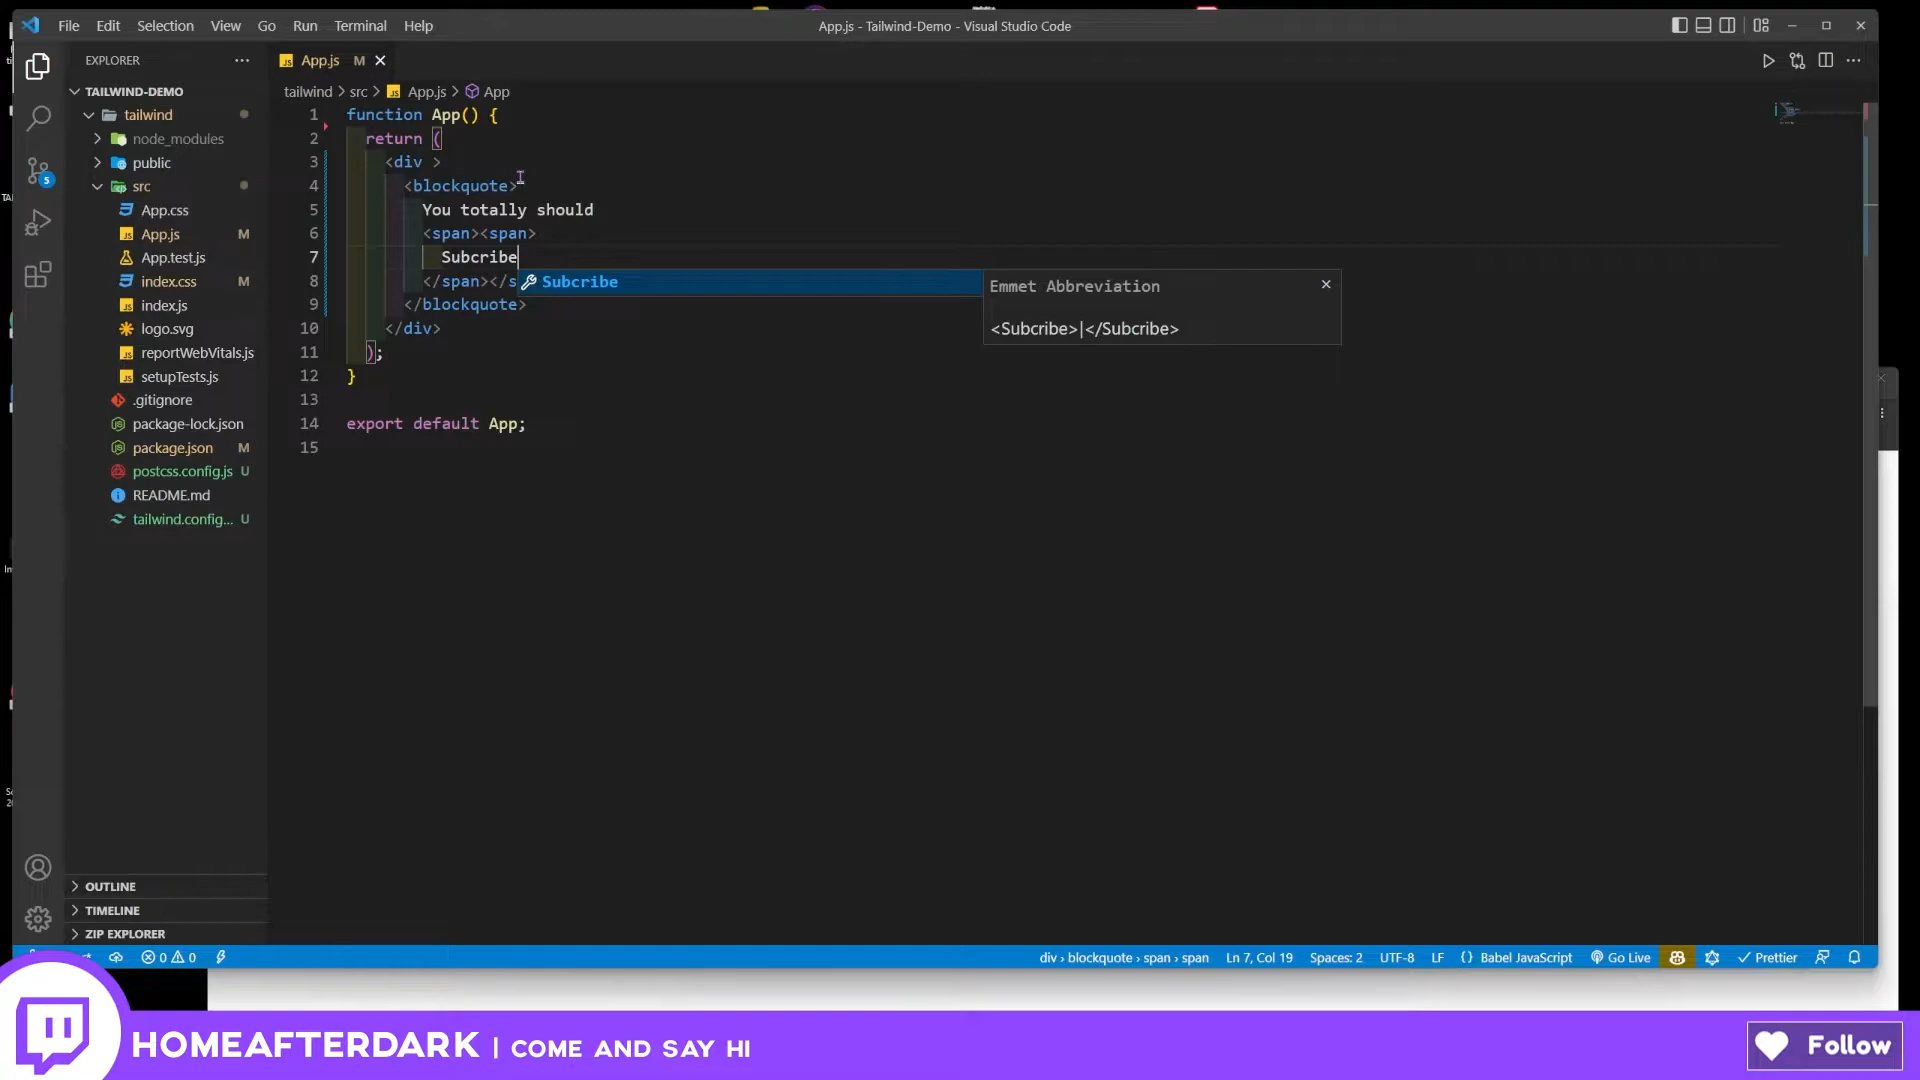 File Edit Selection View Go Run Terminal Help
App.js - Tailwind-Demo - Visual Studio Code
EXPLORER
App.js M
TAILWIND-DEMO
tailwind > src > App.js > App
tailwind
node_modules
public
src
App.css
App.js M
App.test.js
index.css M
index.js
logo.svg
reportWebVitals.js
setupTests.js
.gitignore
package-lock.json
package.json M
postcss.config.js U
README.md
tailwind.config... U
OUTLINE
TIMELINE
ZIP EXPLORER
5
1 function App() {
2 return (
3 <div >
4 <blockquote>
5 You totally should
6 <span><span>
7 Subcribe
8 </span></s
9 </blockquote>
10 </div>
11 );
12 }
13
14 export default App;
15
Subcribe
Emmet Abbreviation
<Subcribe>|</Subcribe>
0 0
div › blockquote › span › span
Ln 7, Col 19
Spaces: 2
UTF-8
LF
{} Babel JavaScript
Go Live
Prettier
HOMEAFTERDARK | COME AND SAY HI
Follow